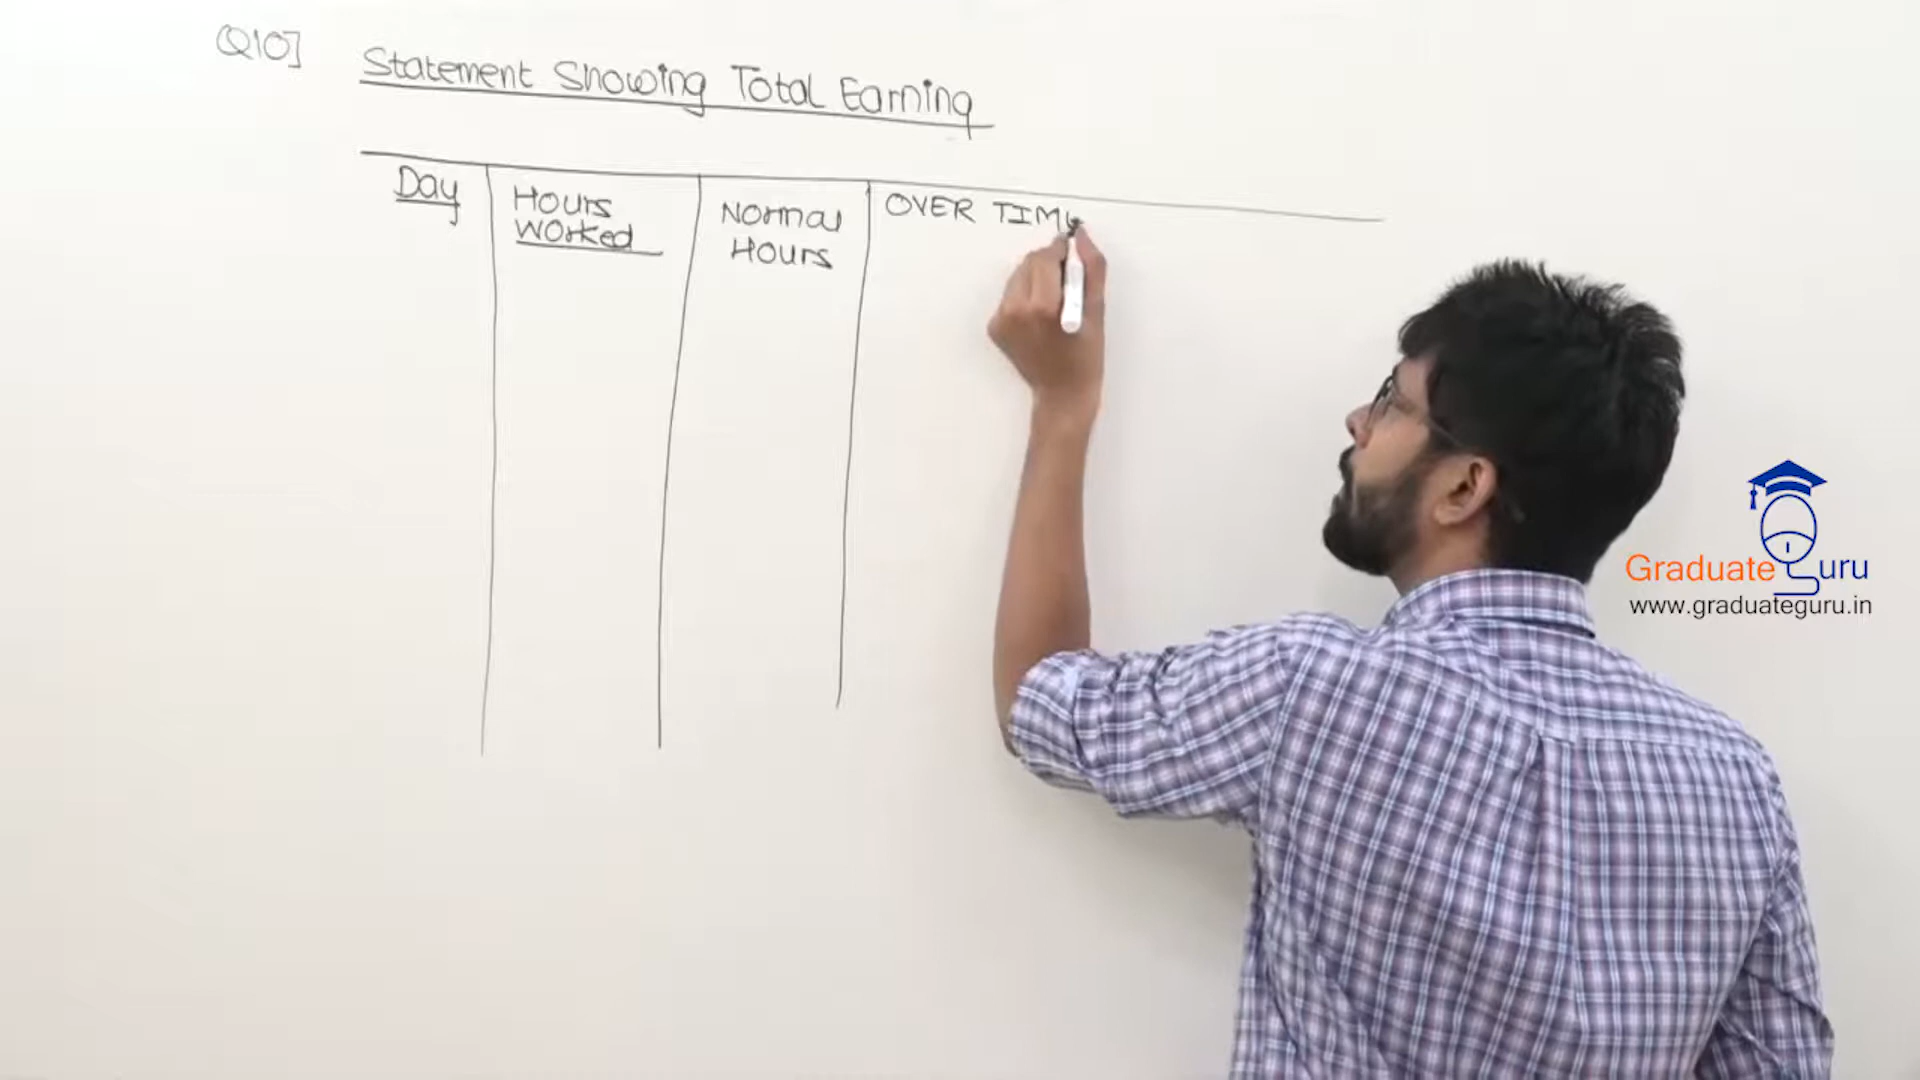 Q10]
Statement Showing Total Earning
Day
Hours
Worked
Normal
Hours
OVER TIM
Graduate Guru
www.graduateguru.in